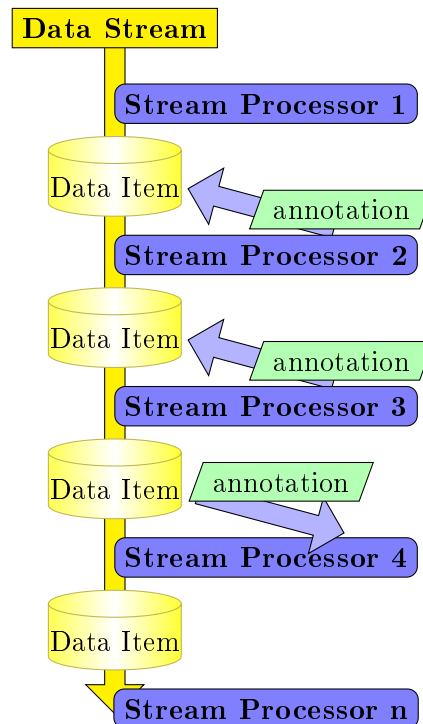 Data Stream
Stream Processor 1
Data Item
annotation
Stream Processor 2
Data Item
annotation
Stream Processor 3
Data Item
annotation
Stream Processor 4
Data Item
Stream Processor n